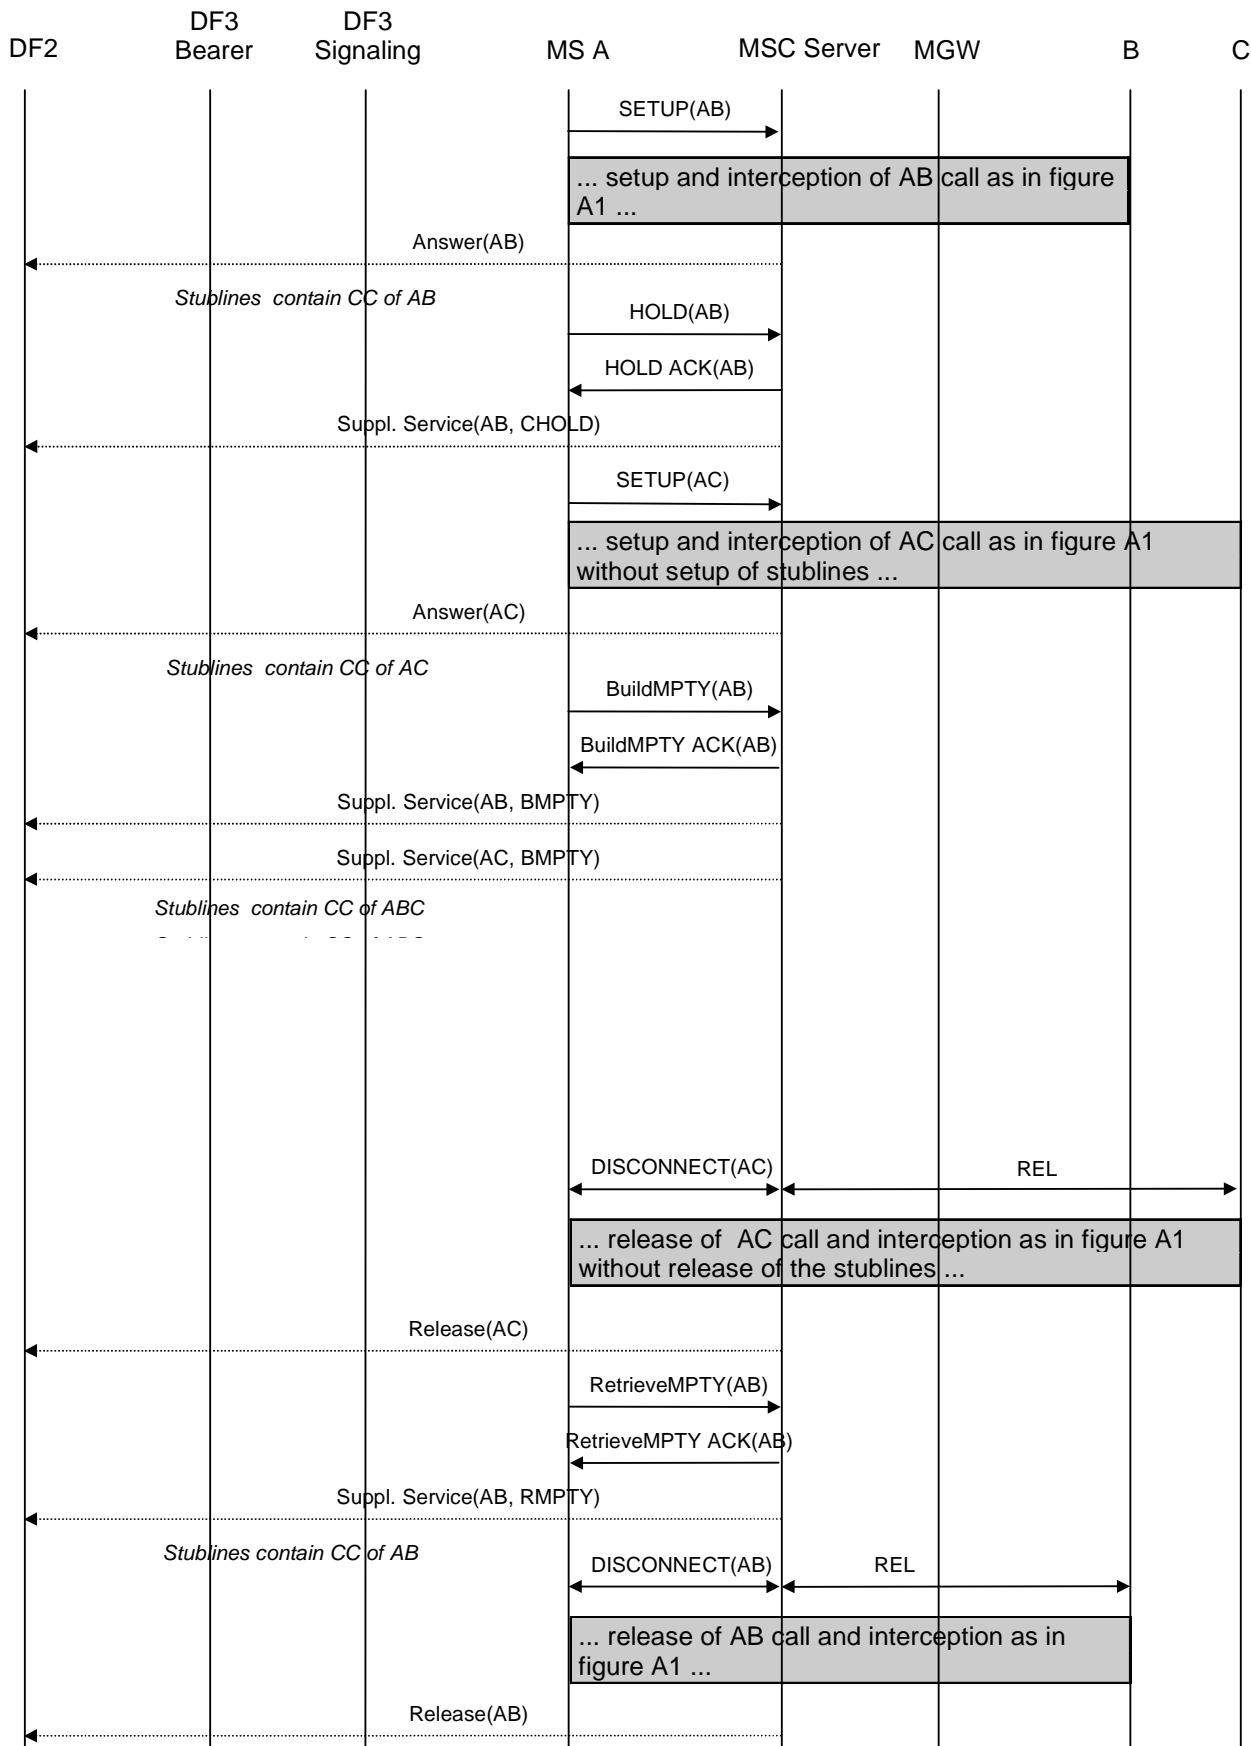 DF3 DF3
DF2 Bearer Signaling MS A MSC Server MGW B C
SETUP(AB)
... setup and interception of AB call as in figure
A1 ...
Answer(AB)
Stublines contain CC of AB
HOLD(AB)
HOLD ACK(AB)
Suppl. Service(AB, CHOLD)
SETUP(AC)
... setup and interception of AC call as in figure A1
without setup of stublines ...
Answer(AC)
Stublines contain CC of AC
BuildMPTY(AB)
BuildMPTY ACK(AB)
Suppl. Service(AB, BMPTY)
Suppl. Service(AC, BMPTY)
Stublines contain CC of ABC
DISCONNECT(AC) REL
... release of AC call and interception as in figure A1
without release of the stublines ...
Release(AC)
RetrieveMPTY(AB)
RetrieveMPTY ACK(AB)
Suppl. Service(AB, RMPTY)
Stublines contain CC of AB
DISCONNECT(AB) REL
... release of AB call and interception as in
figure A1 ...
Release(AB)